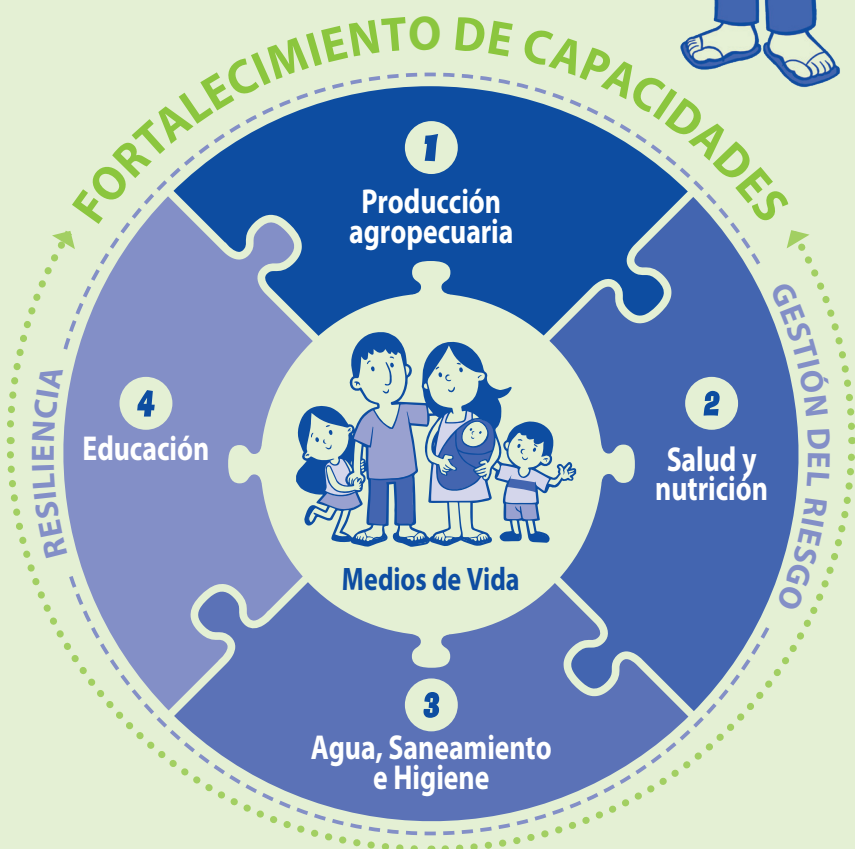 FORTALECIMIENTO DE CAPACIDADES
1
Producción
agropecuaria
GESTIÓN DEL RIESGO
2
Salud y
nutrición
RESILIENCIA
4
Educación
Medios de Vida
3
Agua, Saneamiento
e Higiene